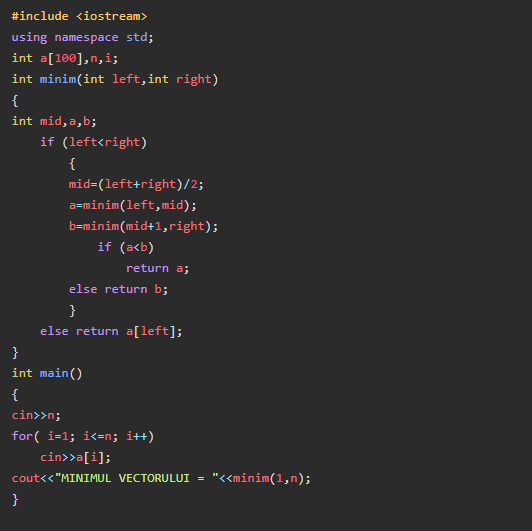 #include <iostream>
using namespace std;
int a[100],n,i;
int minim(int left,int right)
{
int mid,a,b;
    if (left<right)
        {
        mid=(left+right)/2;
        a=minim(left,mid);
        b=minim(mid+1,right);
            if (a<b)
                return a;
        else return b;
        }
    else return a[left];
}
int main()
{
cin>>n;
for( i=1; i<=n; i++)
    cin>>a[i];
cout<<"MINIMUL VECTORULUI = "<<minim(1,n);
}